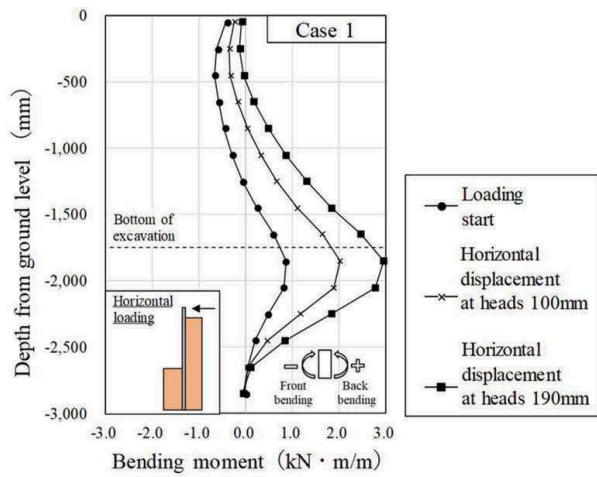 Case 1
0
-500
-1,000
-1,500
-2,000
-2,500
-3,000
Depth from ground level （mm）
Bottom of
excavation
Horizontal
loading
Front
bending
Back
bending
-3.0 -2.0 -1.0 0.0 1.0 2.0 3.0
Bending moment（kN・m/m）
Loading
start
Horizontal
displacement
at heads 100mm
Horizontal
displacement
at heads 190mm